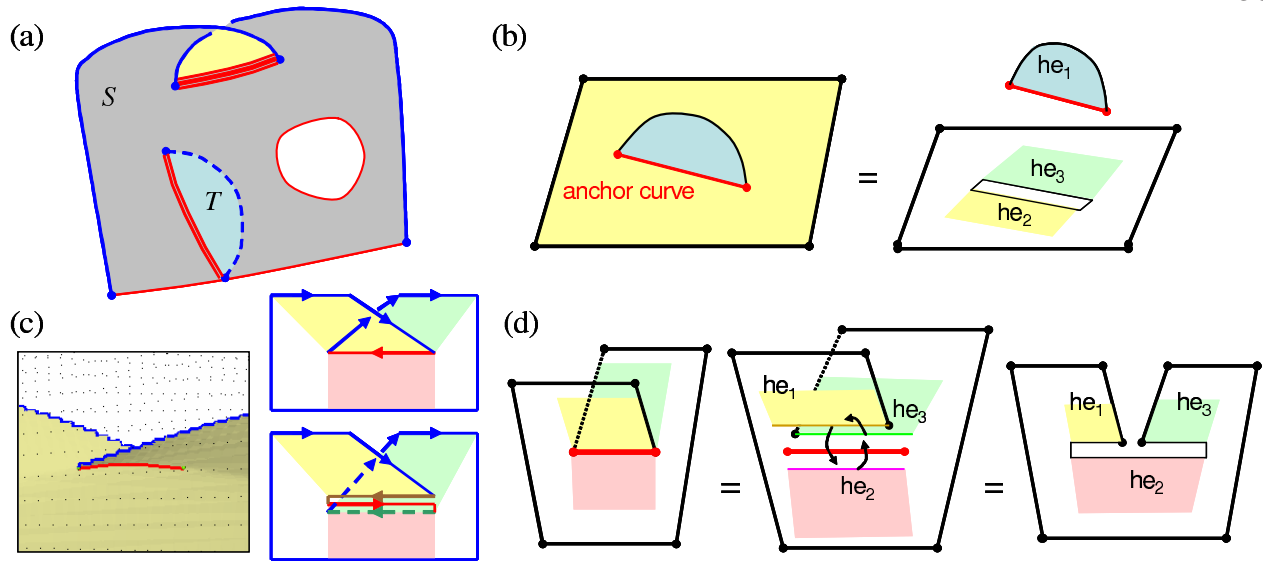 (a)
S
T
(b)
anchor curve
=
he1
he3
he2
(c)
(d)
=
he1
he3
he2
=
he1
he3
he2